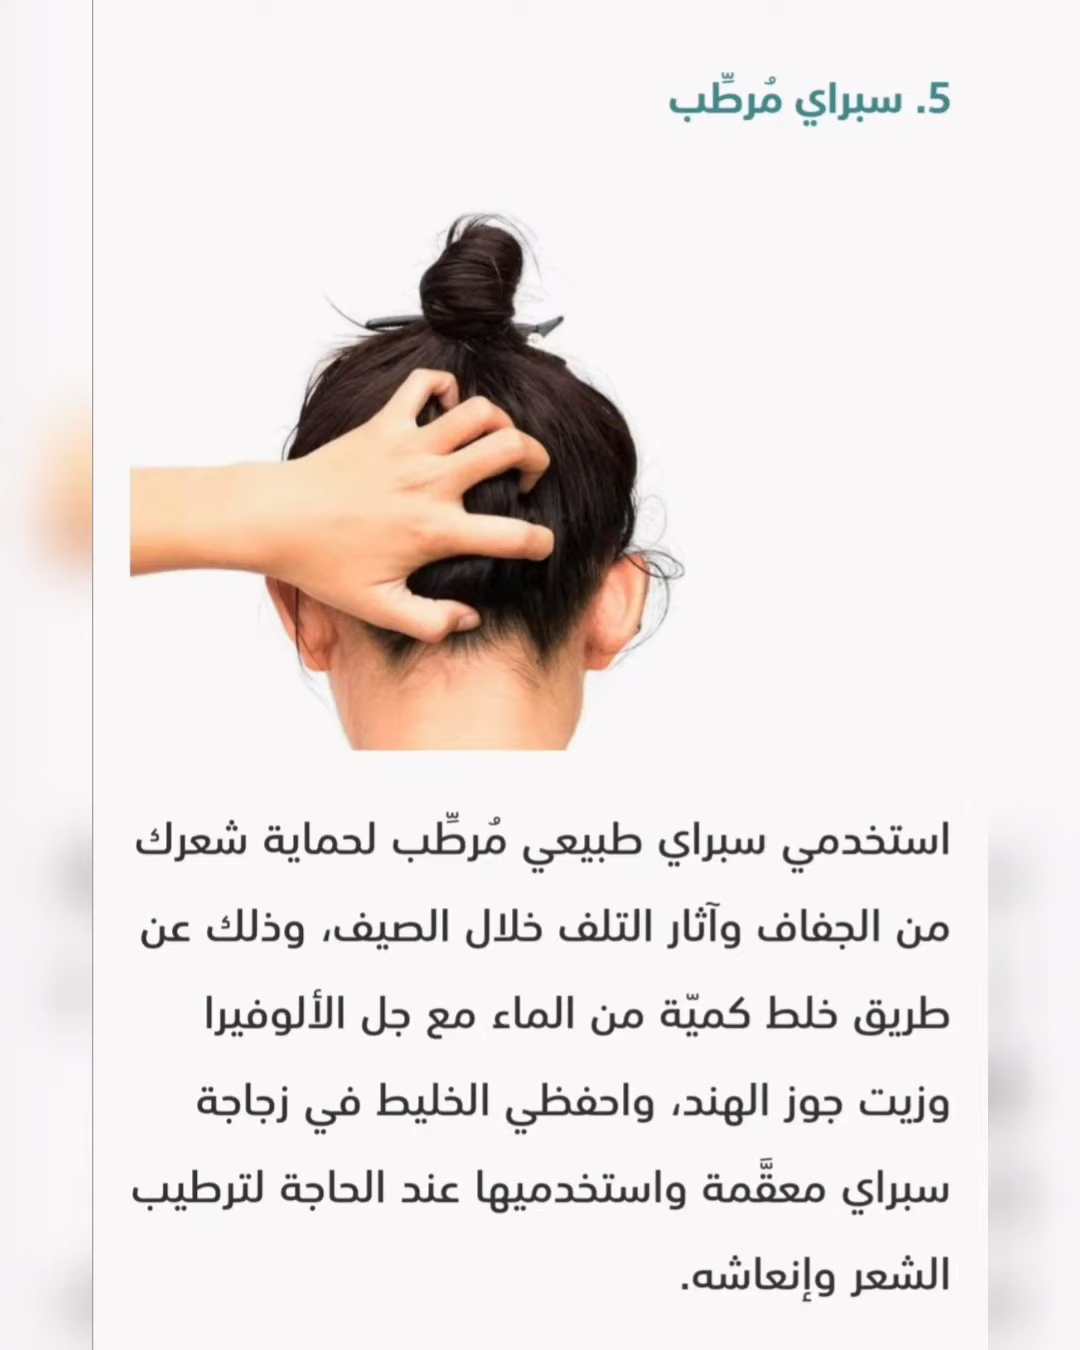 5. سبراي مُرطِّب
استخدمي سبراي طبيعي مُرطِّب لحماية شعرك
من الجفاف وآثار التلف خلال الصيف، وذلك عن
طريق خلط كميّة من الماء مع جل الألوفيرا
وزيت جوز الهند، واحفظي الخليط في زجاجة
سبراي معقَّمة واستخدميها عند الحاجة لترطيب
الشعر وإنعاشه.